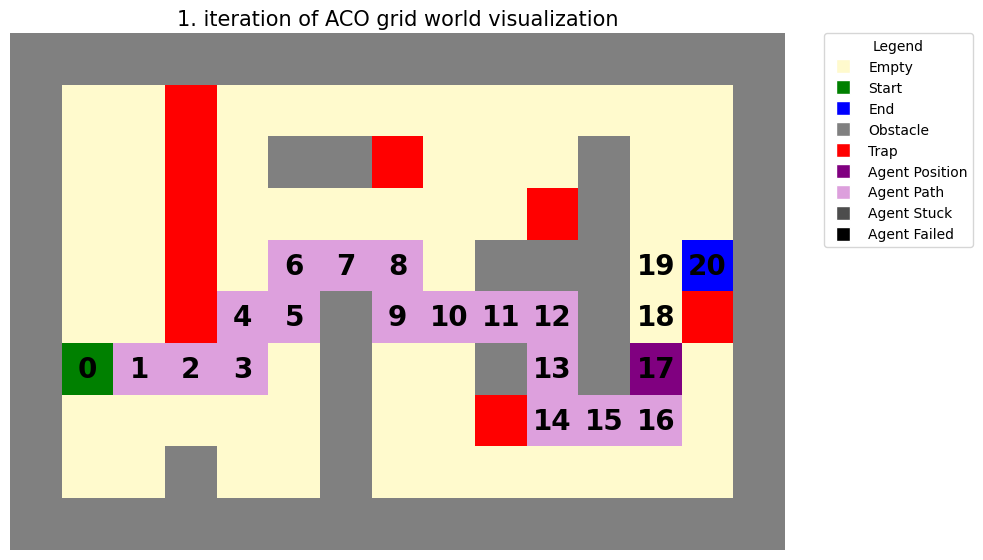 1. iteration of ACO grid world visualization
Legend
Empty
Start
End
Obstacle
Trap
Agent Position
Agent Path
Agent Stuck
Agent Failed
6 7 8 19 20
4 5 9 10 11 12 18
0 1 2 3 13 17
14 15 16